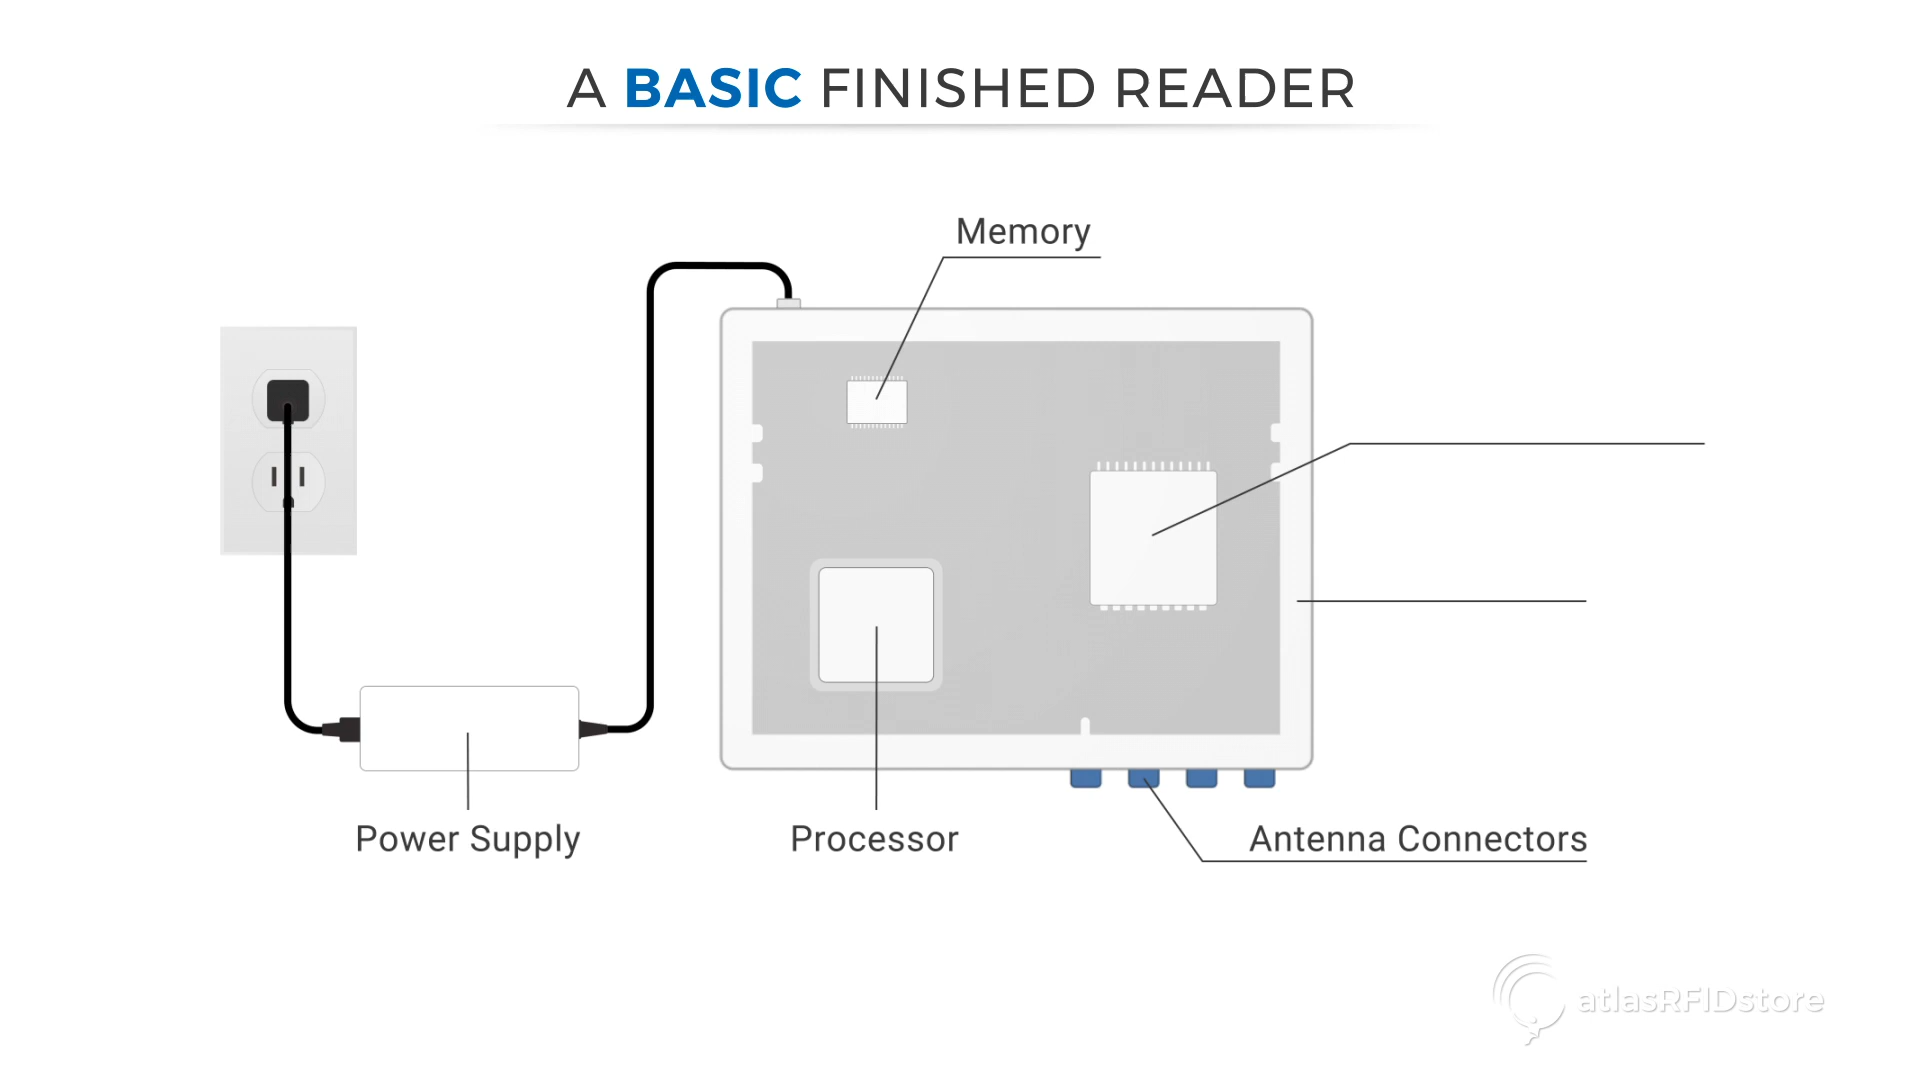 A BASIC FINISHED READER
Memory
Power Supply
Processor
Antenna Connectors
atlasRFIDstore